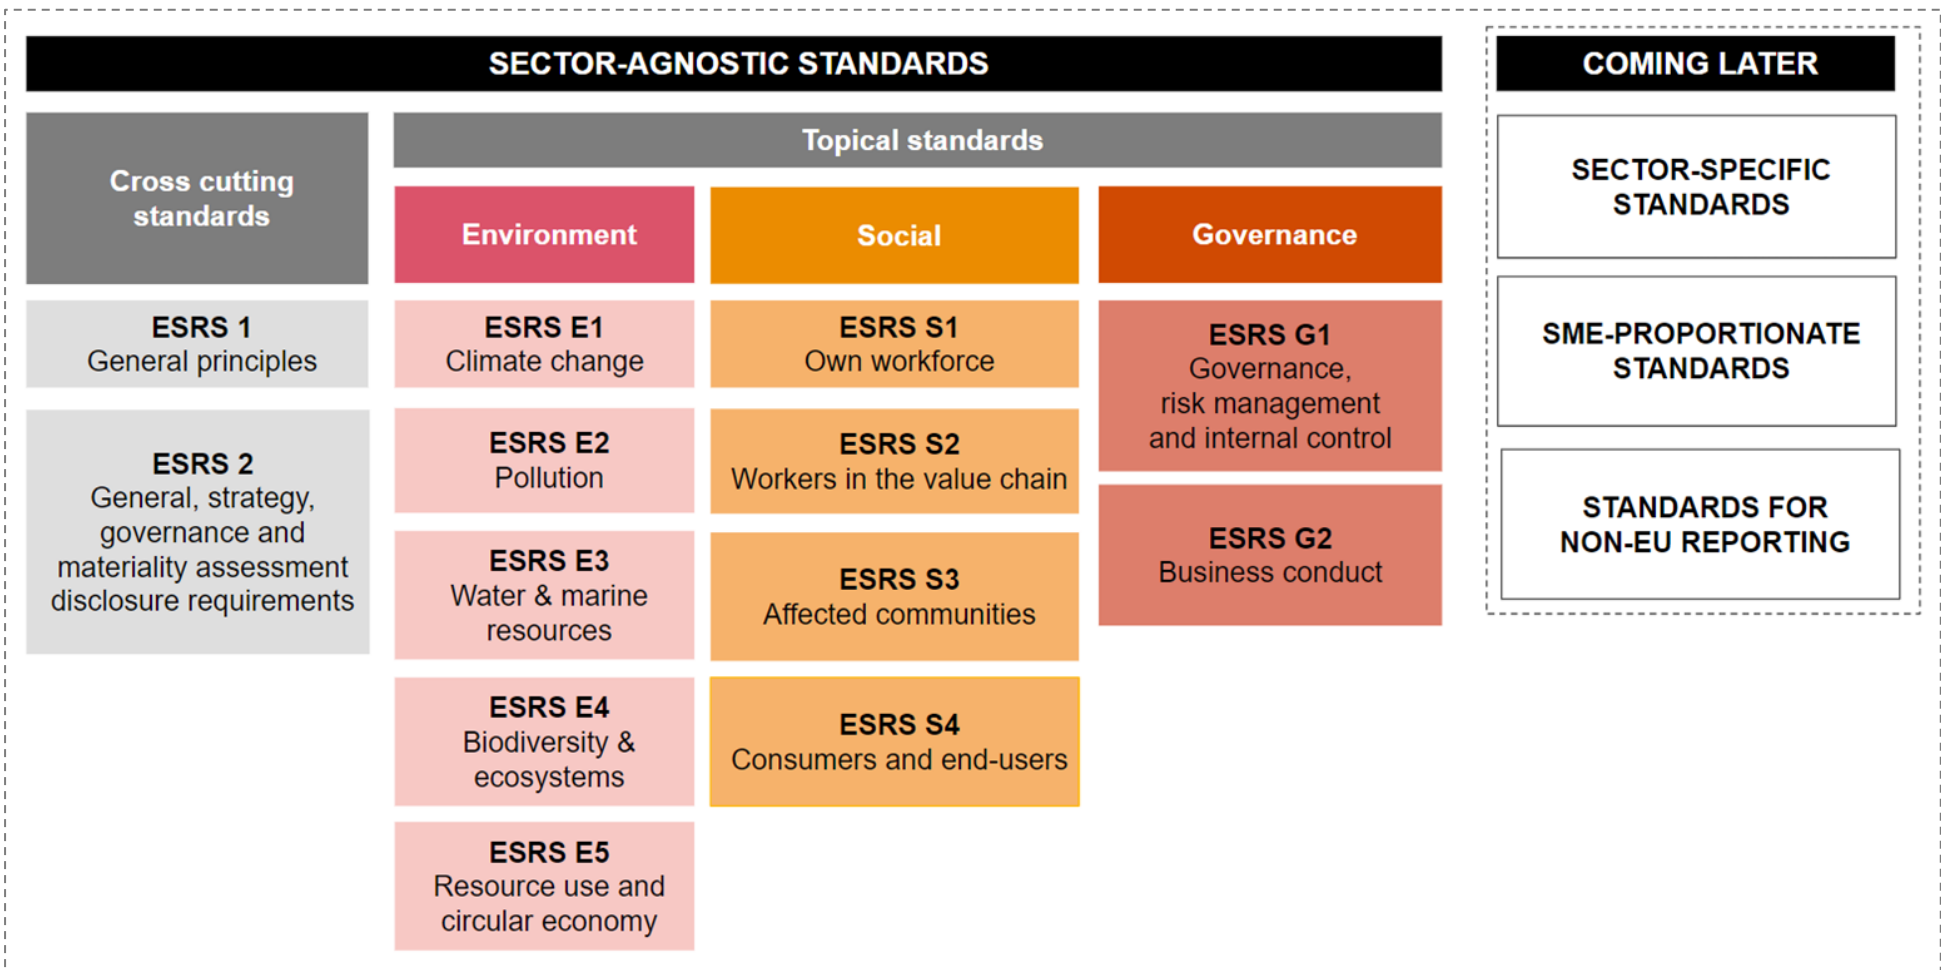 SECTOR-AGNOSTIC STANDARDS
Cross cutting
standards
ESRS 1
General principles
ESRS 2
General, strategy,
governance and
materiality assessment
disclosure requirements
Topical standards
Environment
ESRS E1
Climate change
ESRS E2
Pollution
ESRS E3
Water & marine
resources
ESRS E4
Biodiversity &
ecosystems
ESRS E5
Resource use and
circular economy
Social
ESRS S1
Own workforce
ESRS S2
Workers in the value chain
ESRS S3
Affected communities
ESRS S4
Consumers and end-users
Governance
ESRS G1
Governance,
risk management
and internal control
ESRS G2
Business conduct
COMING LATER
SECTOR-SPECIFIC
STANDARDS
SME-PROPORTIONATE
STANDARDS
STANDARDS FOR
NON-EU REPORTING